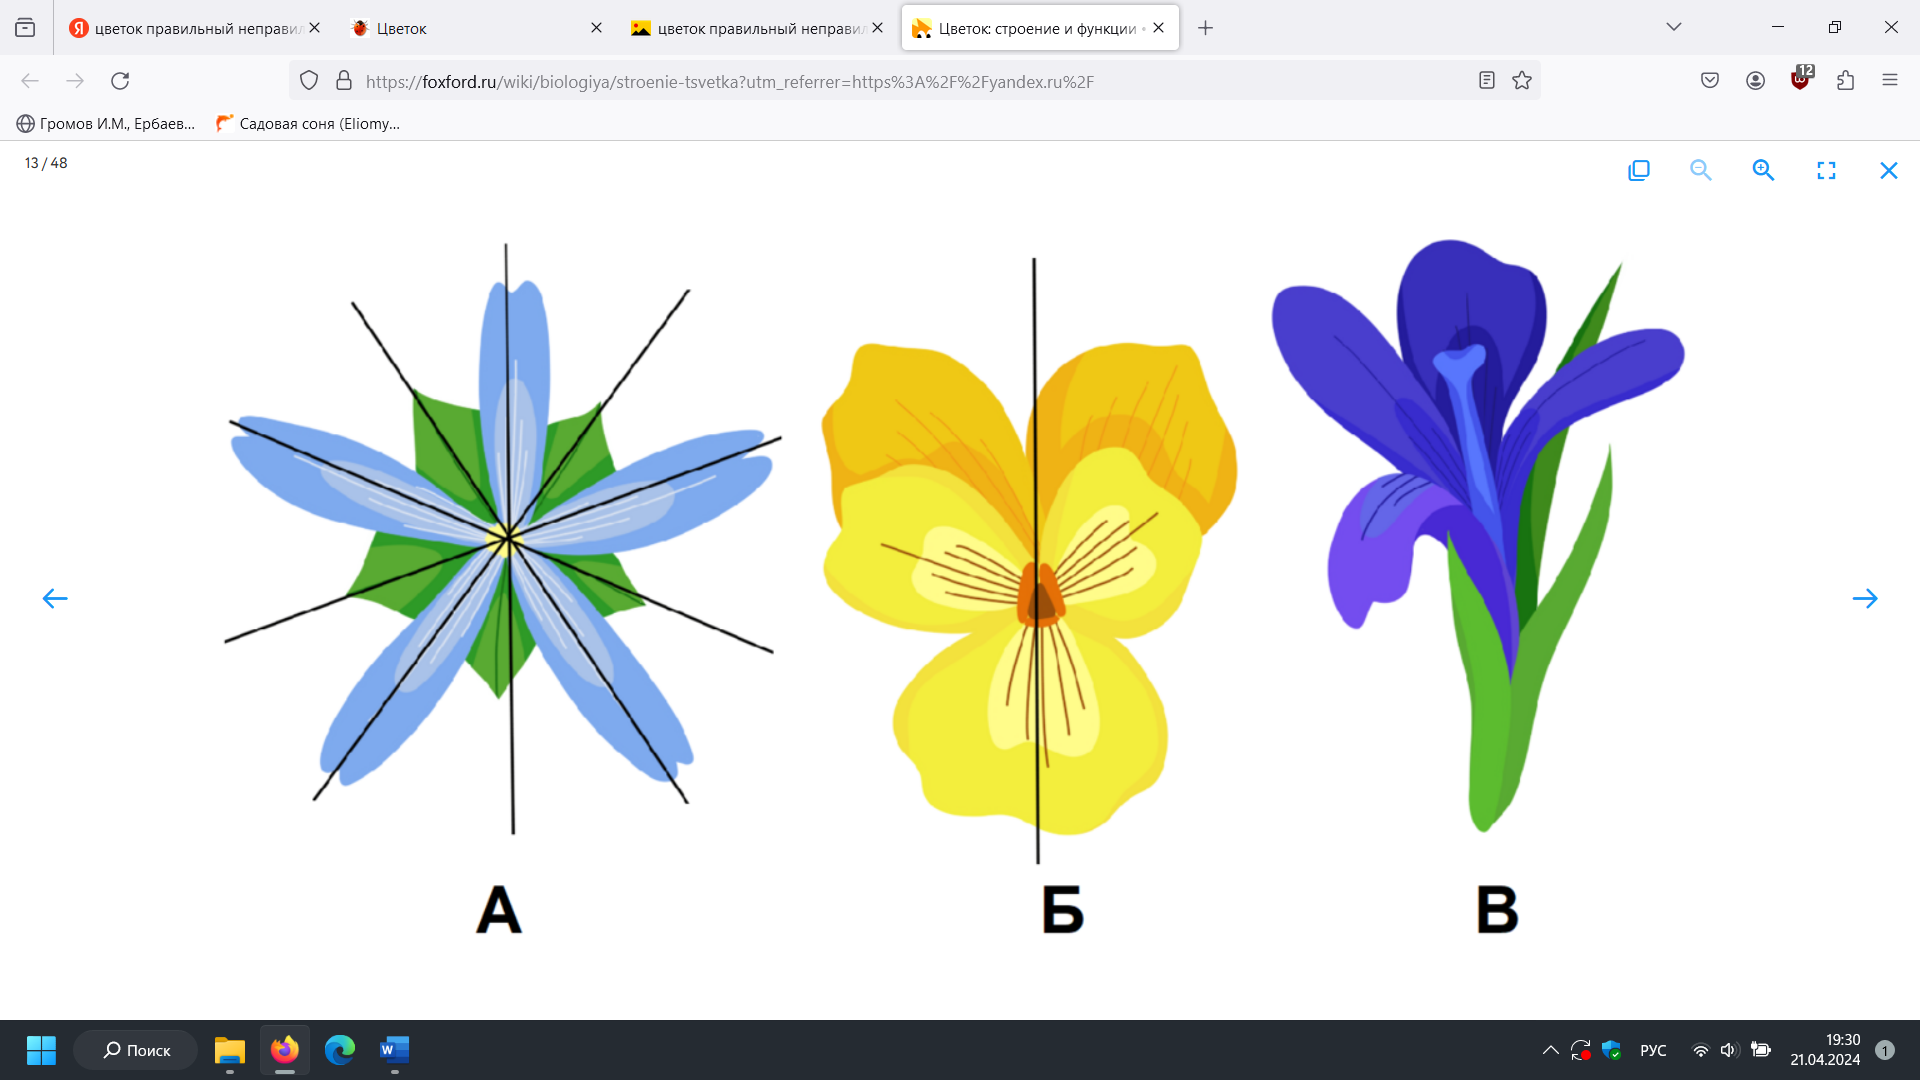 цветок правильный неправил
Цветок
цветок правильный неправил
Цветок: строение и функции •
https://foxford.ru/wiki/biologiya/stroenie-tsvetka?utm_referrer=https%3A%2F%2Fyandex.ru%2F
12
Громов И.М., Ербаев...
Садовая соня (Eliomy...
13 / 48
А
Б
В
Поиск
РУС
19:30
21.04.2024
1